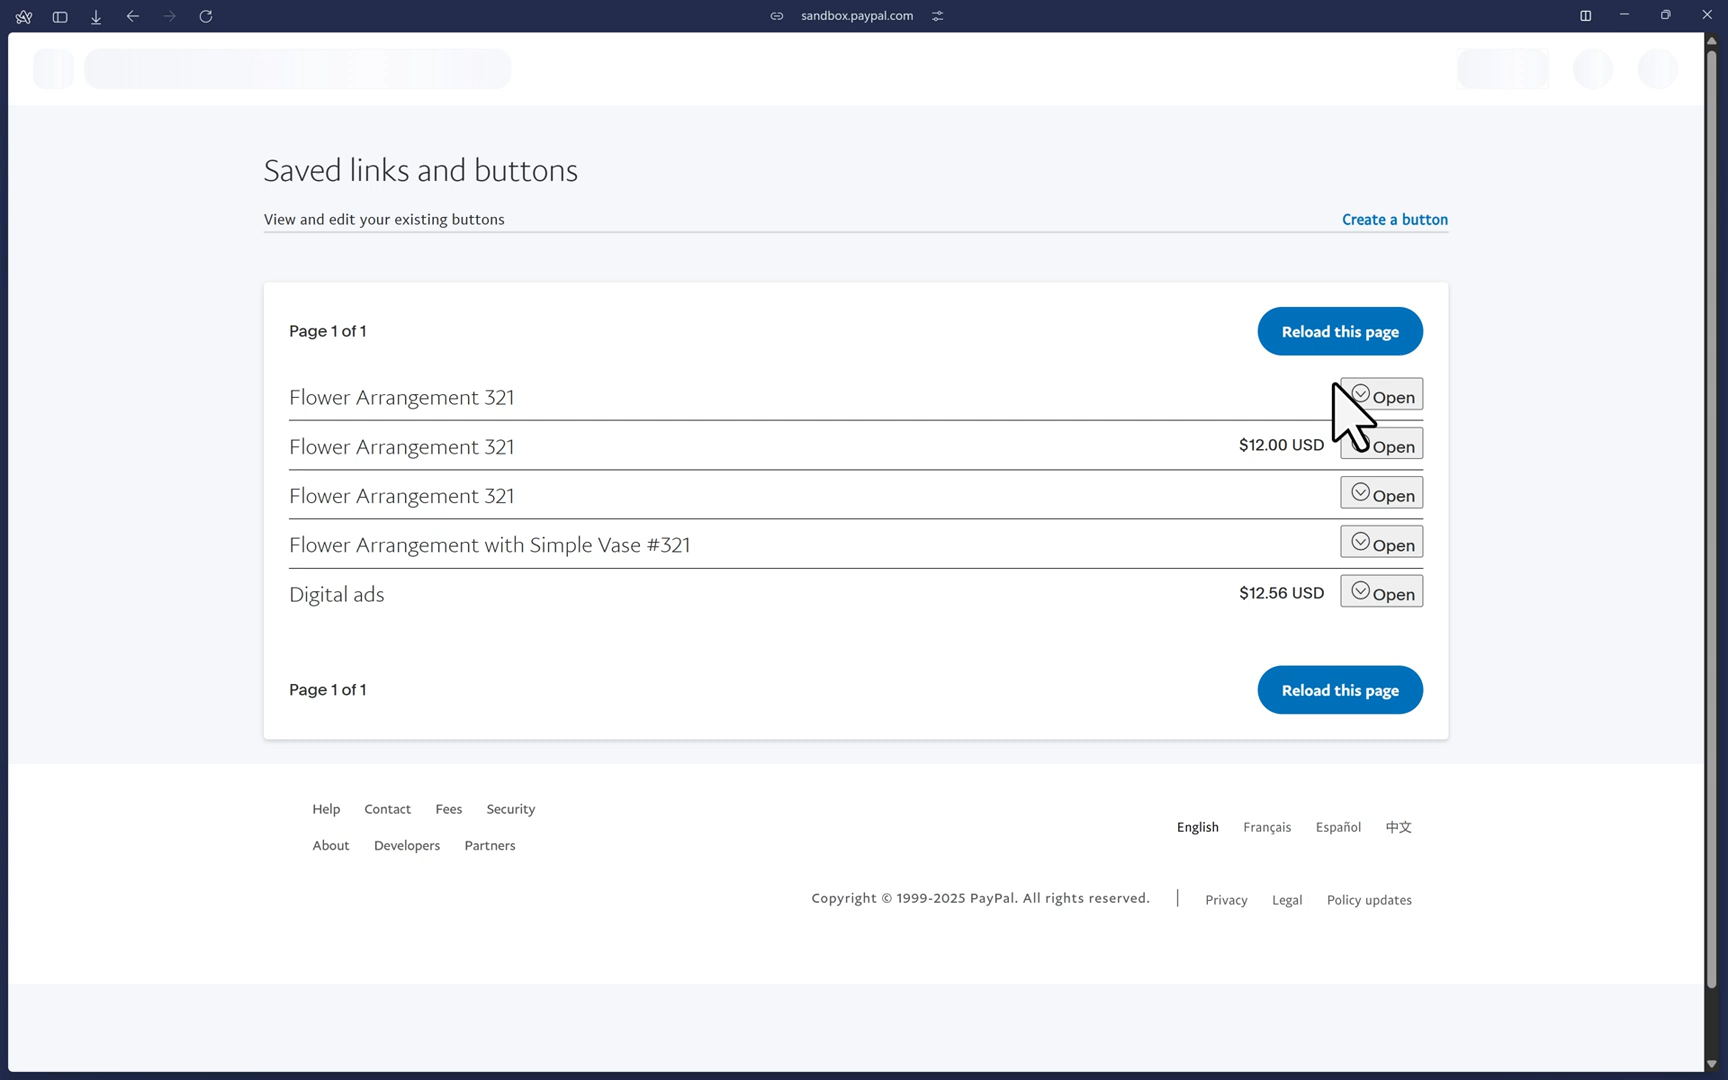 sandbox.paypal.com
Saved links and buttons
View and edit your existing buttons
Create a button
Page 1 of 1
Reload this page
Flower Arrangement 321
Open
Flower Arrangement 321
$12.00 USD
Open
Flower Arrangement 321
Open
Flower Arrangement with Simple Vase #321
Open
Digital ads
$12.56 USD
Open
Page 1 of 1
Reload this page
Help Contact Fees Security
About Developers Partners
English Français Español 中文
Copyright © 1999-2025 PayPal. All rights reserved. | Privacy Legal Policy updates